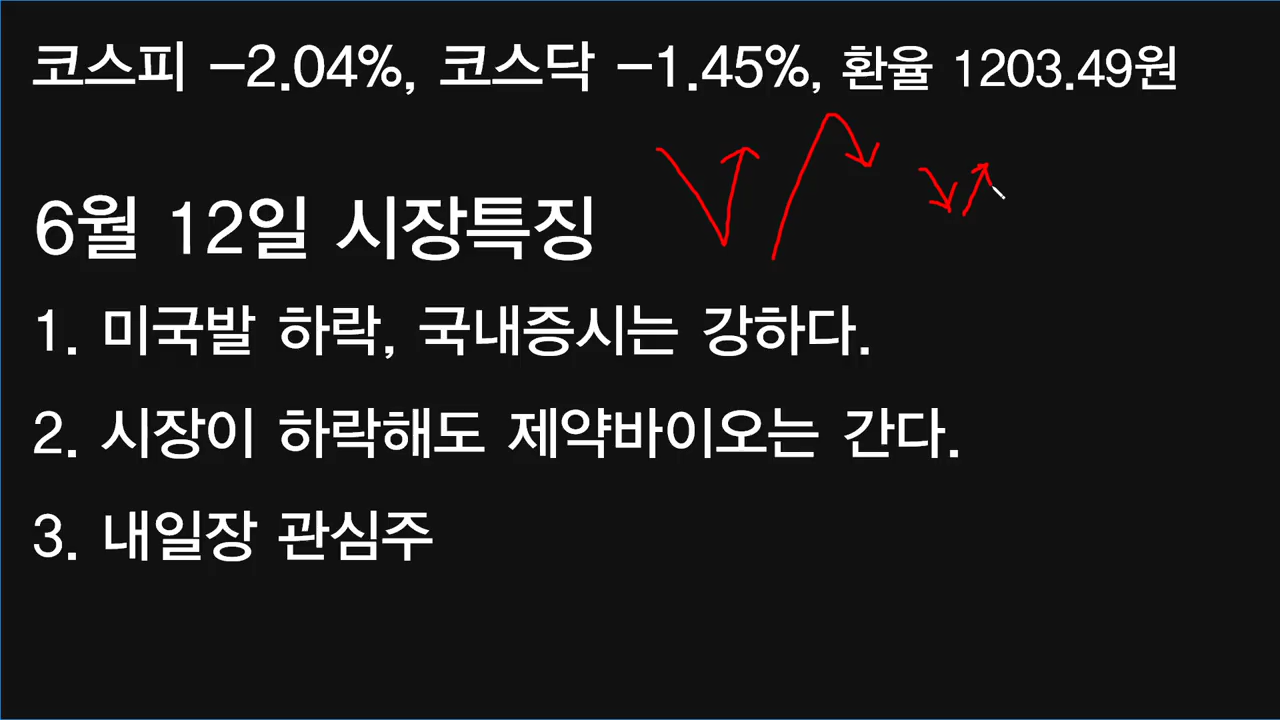 코스피 -2.04%, 코스닥 -1.45%, 환율 1203.49원
6월 12일 시장특징
1. 미국발 하락, 국내증시는 강하다.
2. 시장이 하락해도 제약바이오는 간다.
3. 내일장 관심주